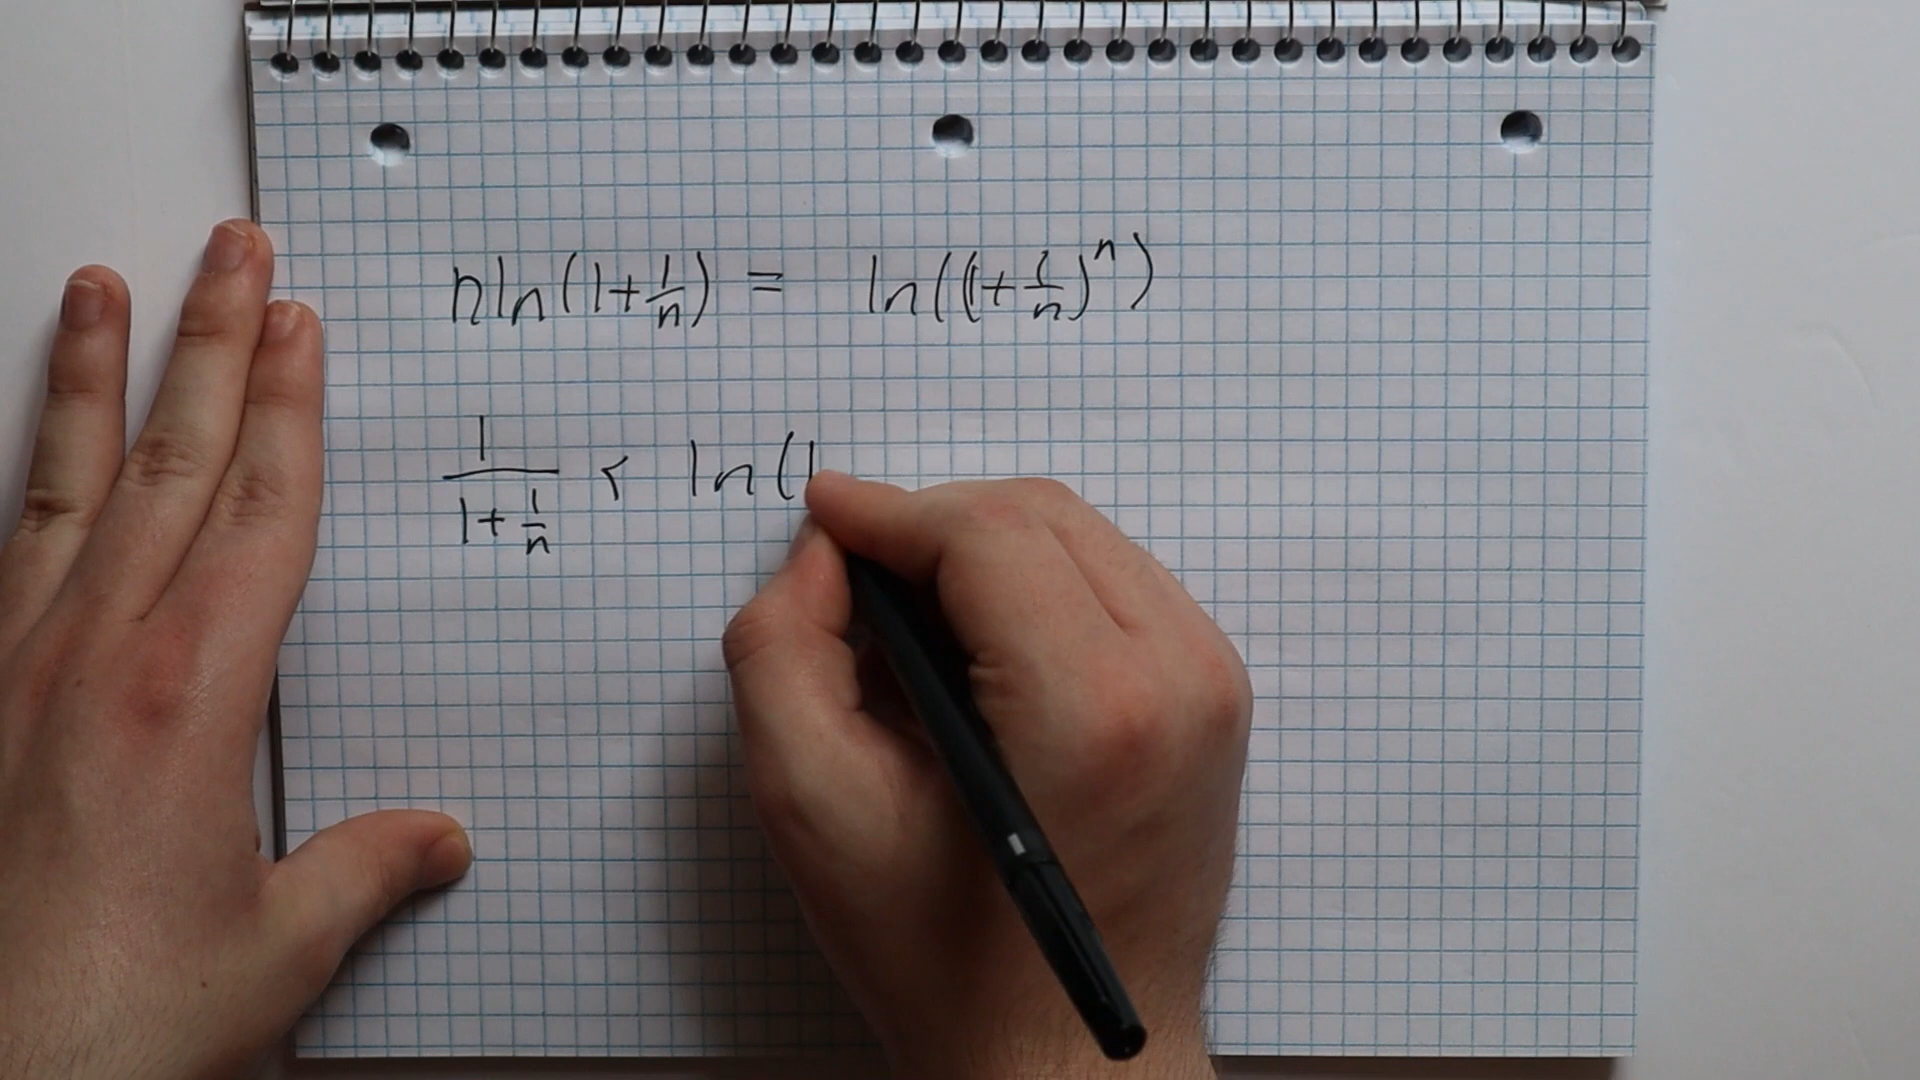 n ln(1+1/n) = ln((1+1/n)^n)
1/(1+1/n) < ln(1